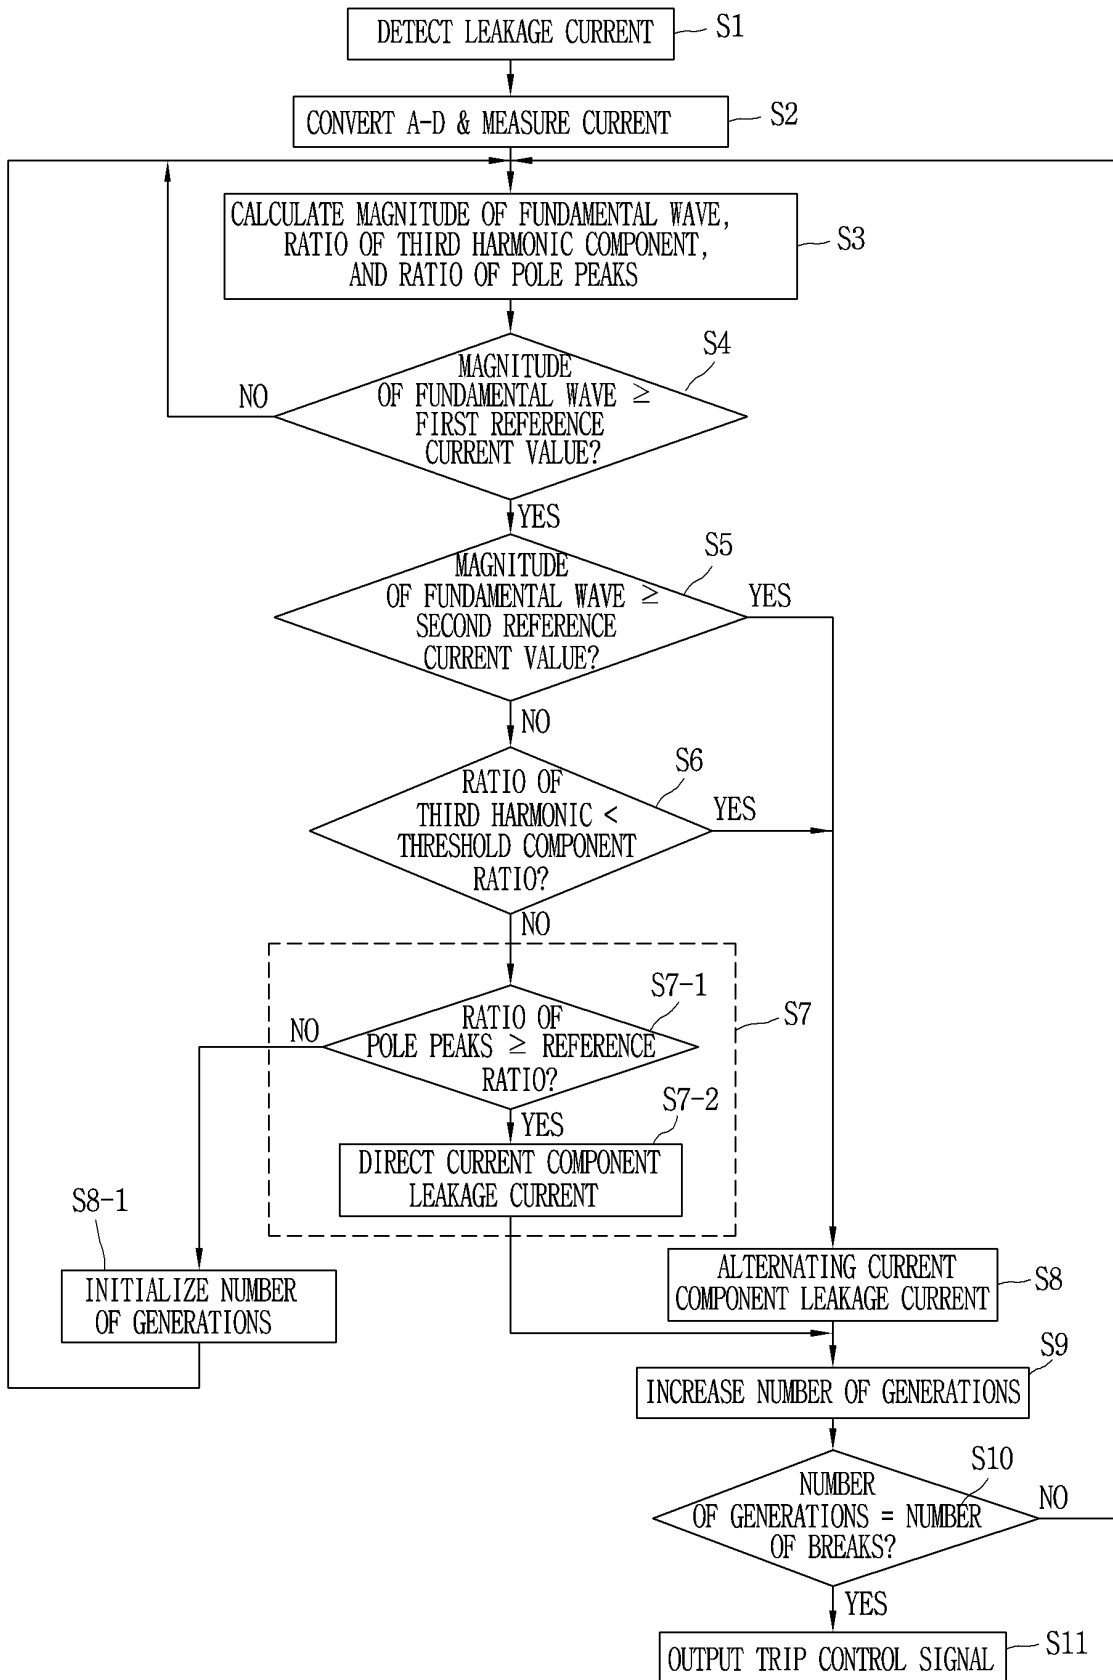 DETECT LEAKAGE CURRENT
S1
CONVERT A-D & MEASURE CURRENT
S2
CALCULATE MAGNITUDE OF FUNDAMENTAL WAVE,
RATIO OF THIRD HARMONIC COMPONENT,
AND RATIO OF POLE PEAKS
S3
S4
MAGNITUDE
OF FUNDAMENTAL WAVE ≥
FIRST REFERENCE
CURRENT VALUE?
NO
YES
S5
MAGNITUDE
OF FUNDAMENTAL WAVE ≥
SECOND REFERENCE
CURRENT VALUE?
YES
NO
S6
RATIO OF
THIRD HARMONIC <
THRESHOLD COMPONENT
RATIO?
YES
NO
S7
S7-1
RATIO OF
POLE PEAKS ≥ REFERENCE
RATIO?
NO
YES
S7-2
DIRECT CURRENT COMPONENT
LEAKAGE CURRENT
S8-1
INITIALIZE NUMBER
OF GENERATIONS
ALTERNATING CURRENT
COMPONENT LEAKAGE CURRENT
S8
S9
INCREASE NUMBER OF GENERATIONS
S10
NUMBER
OF GENERATIONS = NUMBER
OF BREAKS?
NO
YES
OUTPUT TRIP CONTROL SIGNAL
S11